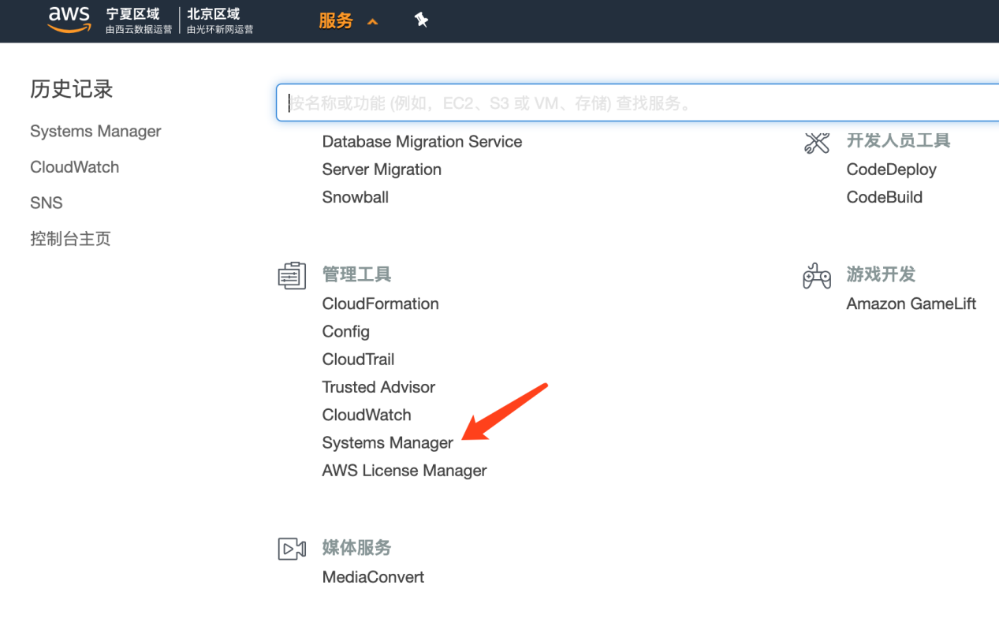 aws
宁夏区域
由西云数据运营
北京区域
由光环新网运营
服务
历史记录
Systems Manager
CloudWatch
SNS
控制台主页
按名称或功能 (例如，EC2、S3 或 VM、存储) 查找服务。
Database Migration Service
Server Migration
Snowball
管理工具
CloudFormation
Config
CloudTrail
Trusted Advisor
CloudWatch
Systems Manager
AWS License Manager
媒体服务
MediaConvert
开发人员工具
CodeDeploy
CodeBuild
游戏开发
Amazon GameLift